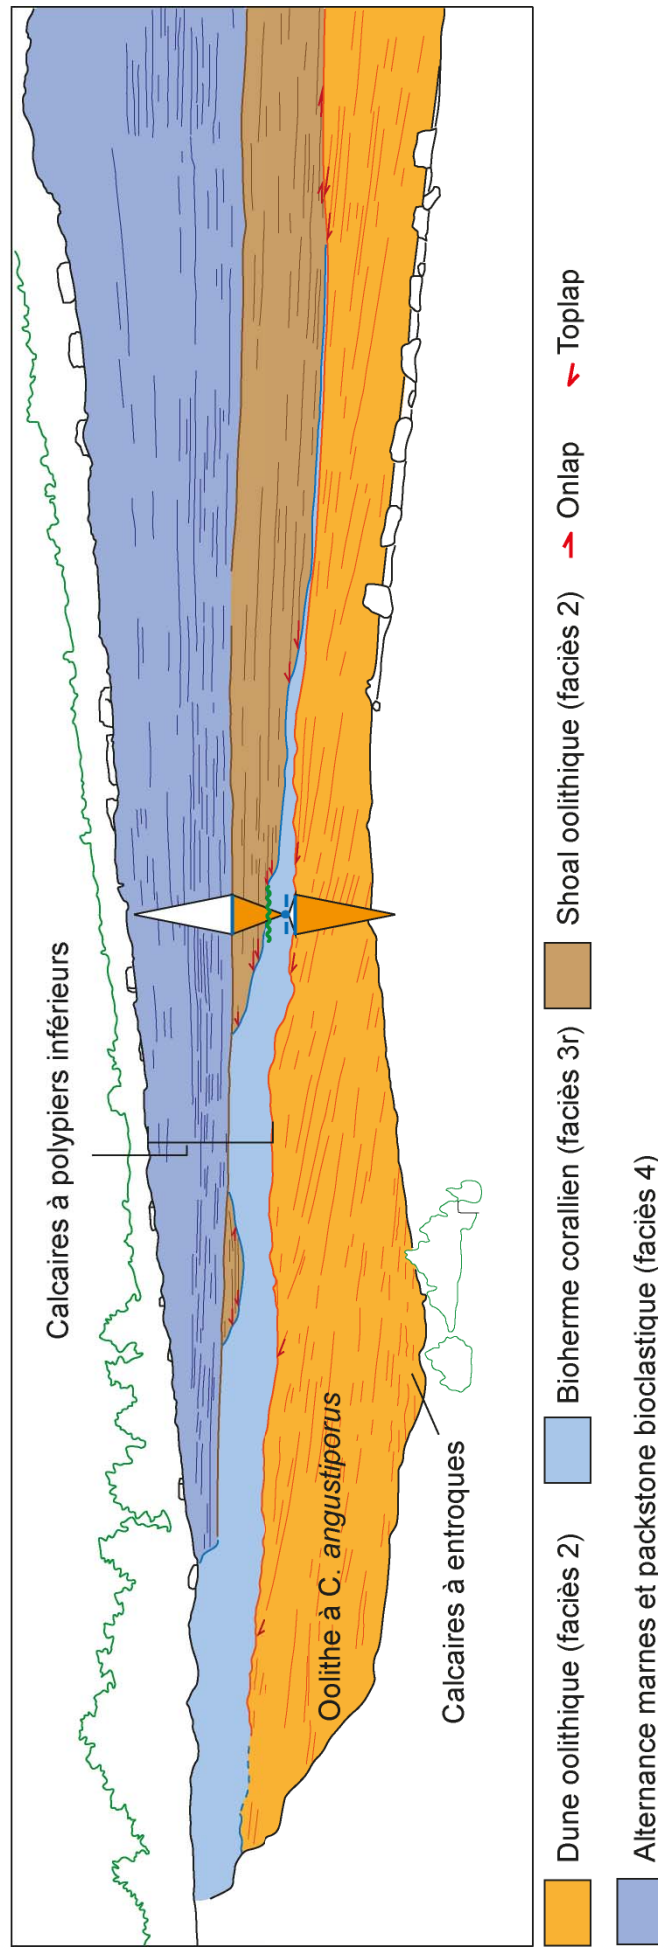 Calcaires à polypiers inférieurs
Oolithe à C. angustiporus
Calcaires à entroques
Dune oolithique (faciès 2)
Bioherme corallien (faciès 3r)
Shoal oolithique (faciès 2)
Onlap
Toplap
Alternance marnes et packstone bioclastique (faciès 4)